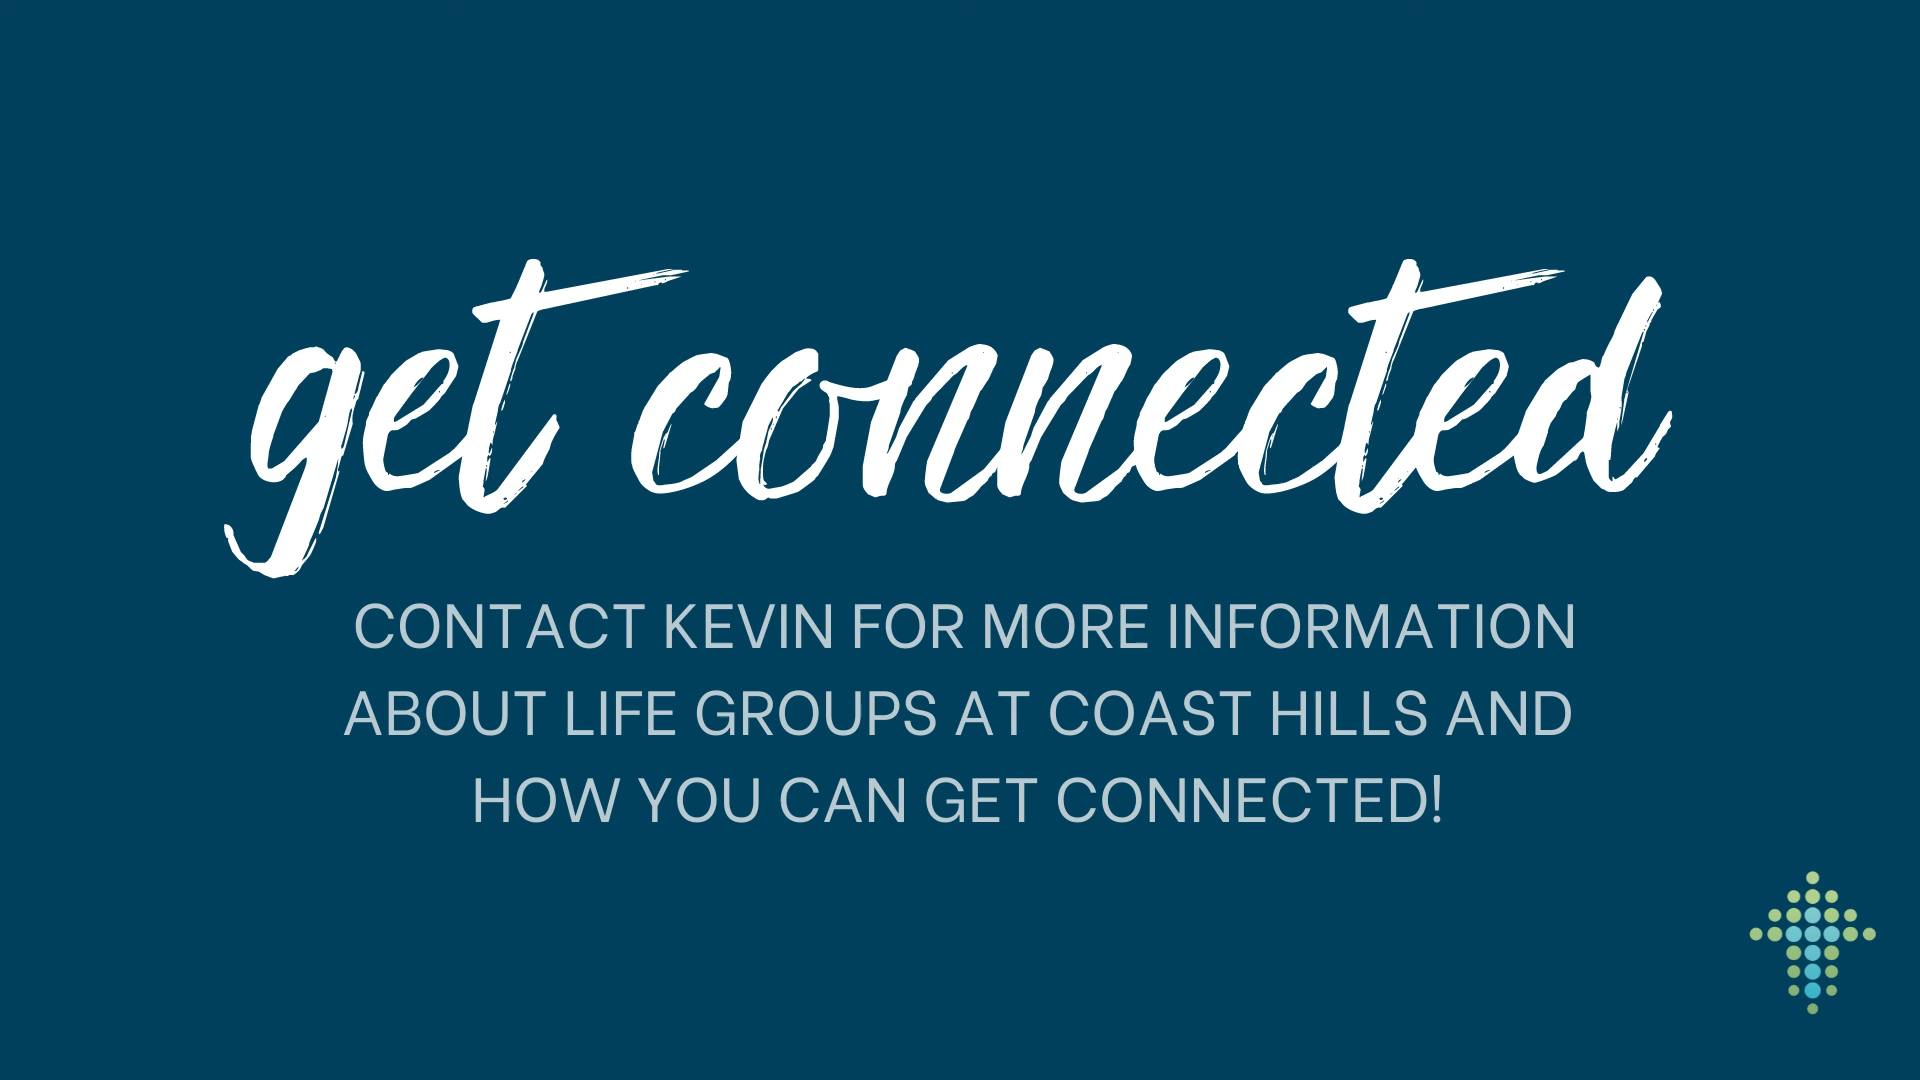 get connected
CONTACT KEVIN FOR MORE INFORMATION
ABOUT LIFE GROUPS AT COAST HILLS AND
HOW YOU CAN GET CONNECTED!